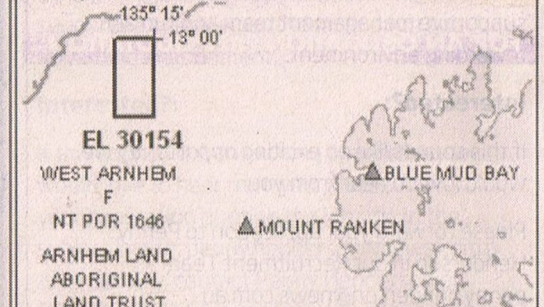 135° 15'
13° 00'
EL 30154
WEST ARNHEM
F
NT POR 1646
ARNHEM LAND
ABORIGINAL
LAND TRUST
BLUE MUD BAY
MOUNT RANKEN